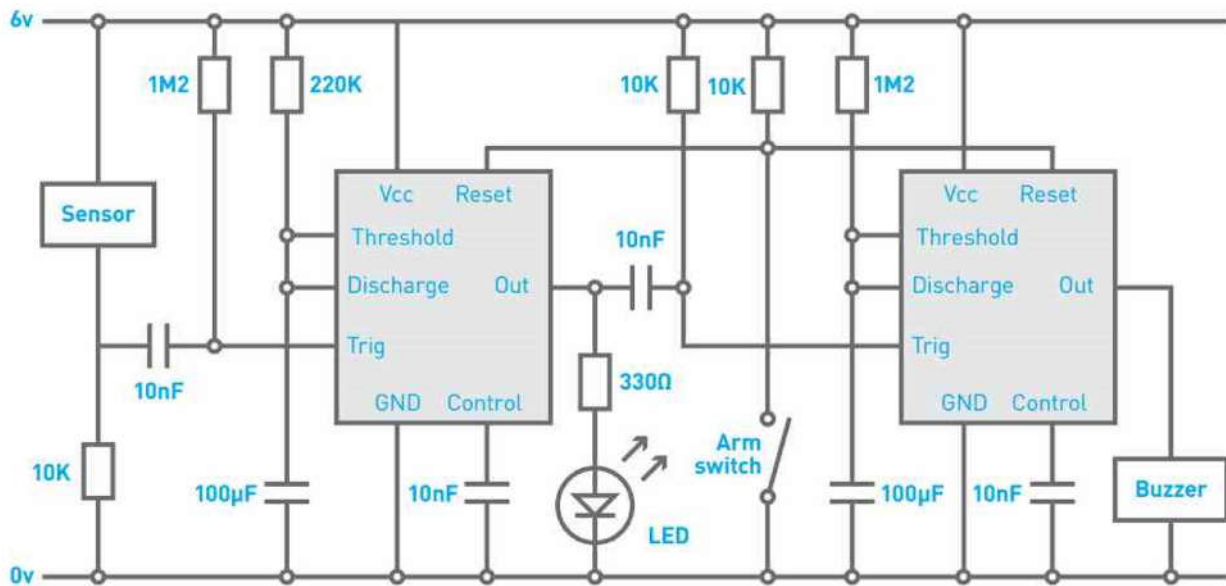 6v
1M2
220K
10K
10K
1M2
Sensor
Vcc
Reset
Threshold
Discharge
Out
Trig
GND
Control
10nF
Vcc
Reset
Threshold
Discharge
Out
Trig
GND
Control
10nF
330Ω
10K
100µF
10nF
LED
Arm
switch
100µF
10nF
Buzzer
0v